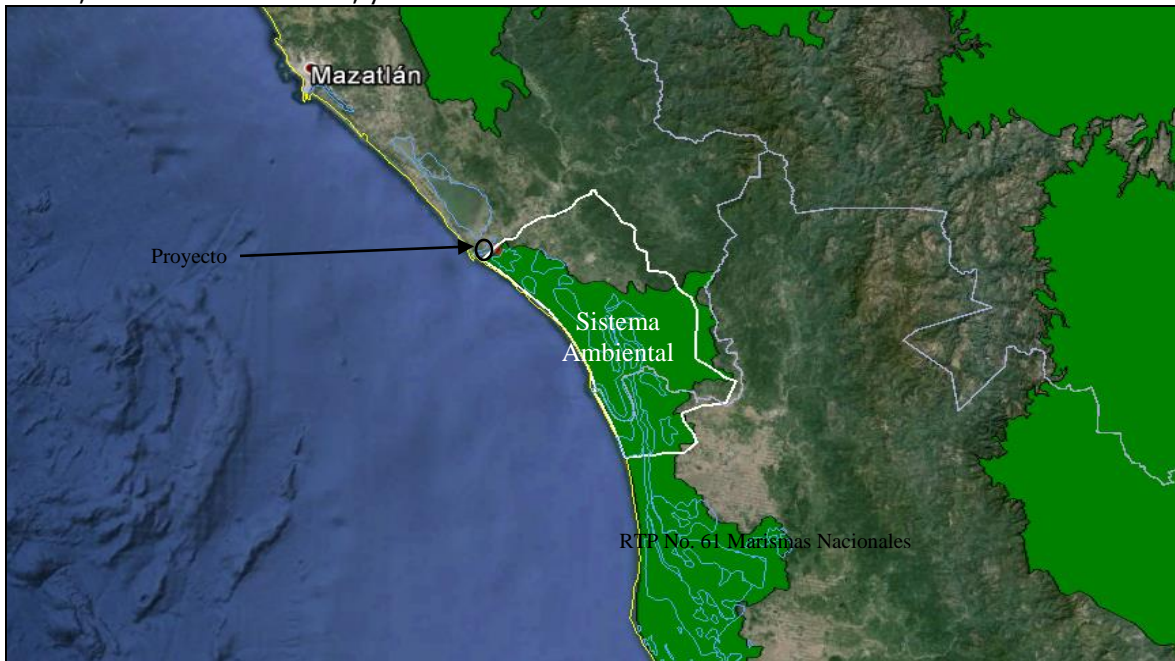 Mazatlán
Proyecto
Sistema
Ambiental
RTP No. 61 Marismas Nacionales